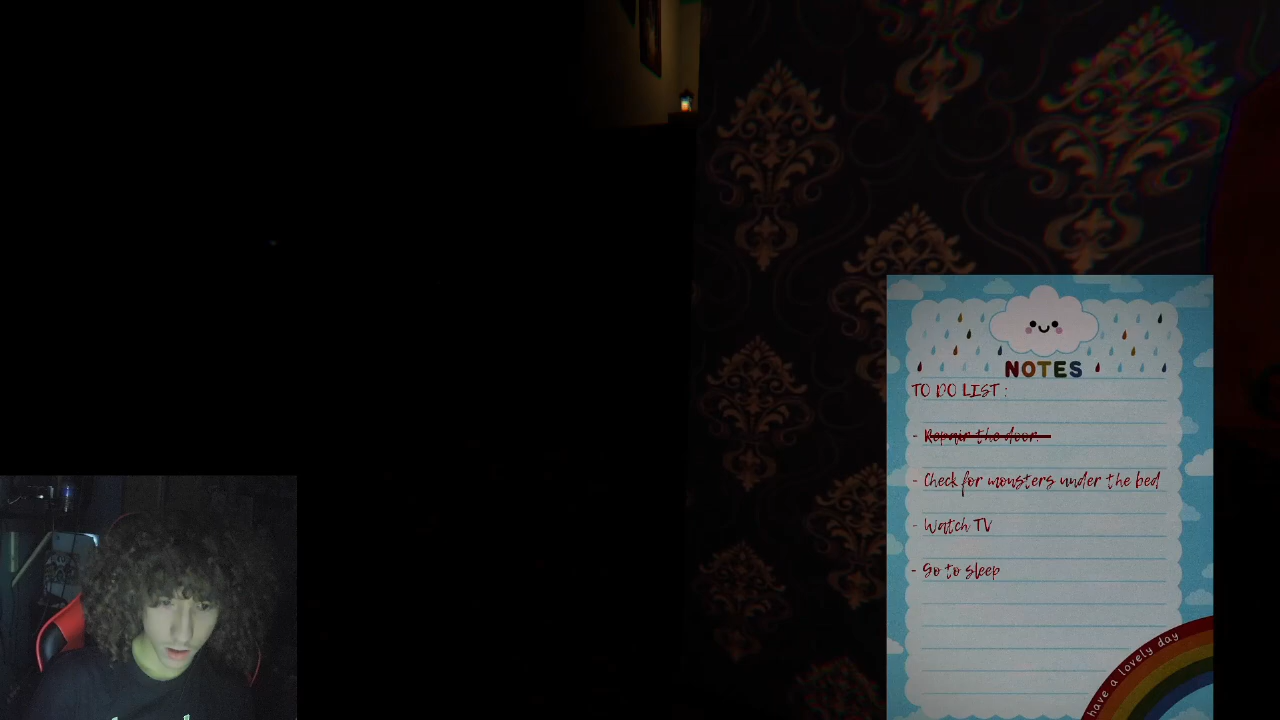 NOTES
TO DO LIST :
- Repair the door.
- Check for monsters under the bed
- Watch TV
- Go to sleep
have a lovely day